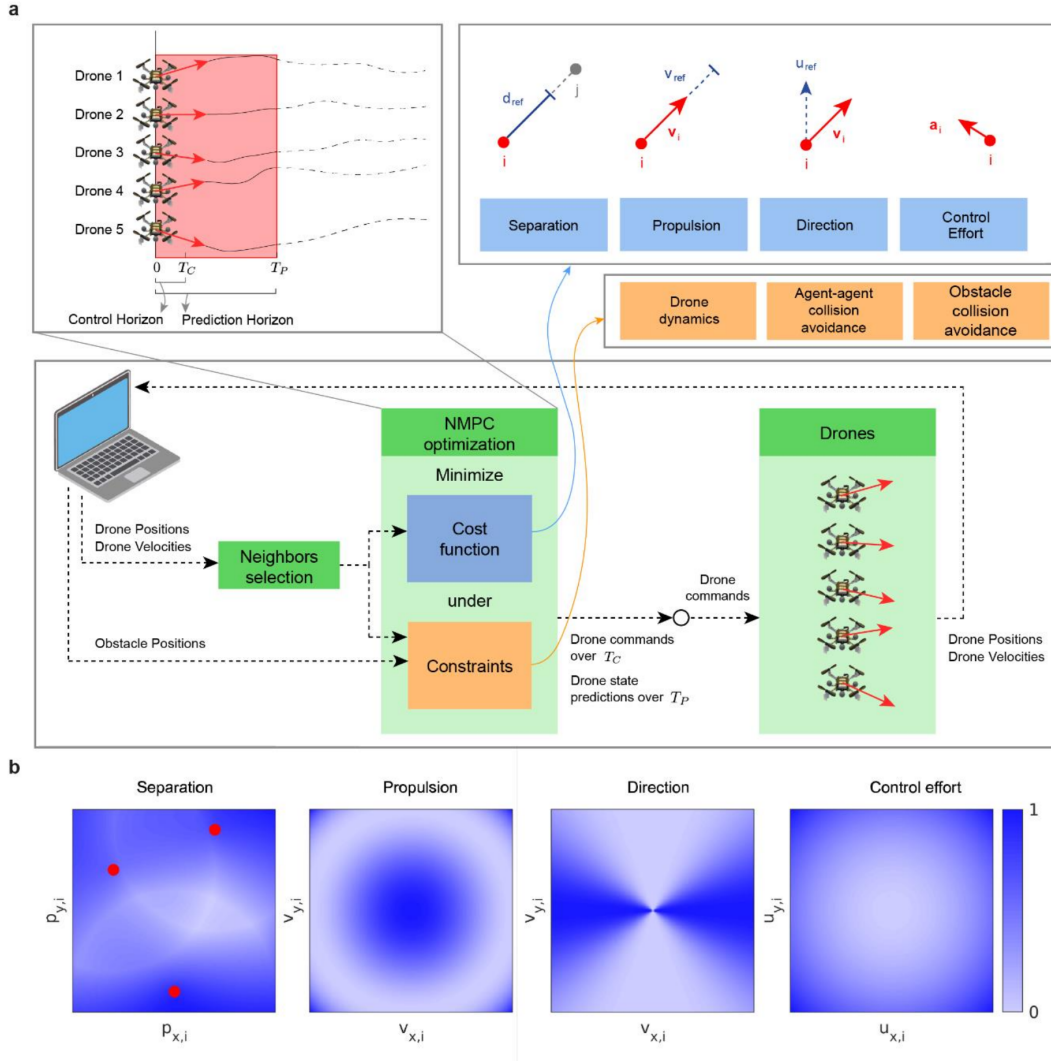 a
Drone 1
Drone 2
Drone 3
Drone 4
Drone 5
0
T_C
T_P
Control Horizon
Prediction Horizon
d_ref
j
i
v_ref
v_i
i
u_ref
v_i
i
a_i
i
Separation
Propulsion
Direction
Control
Effort
Drone
dynamics
Agent-agent
collision
avoidance
Obstacle
collision
avoidance
NMPC
optimization
Minimize
Cost
function
under
Constraints
Drone Positions
Drone Velocities
Neighbors
selection
Obstacle Positions
Drone commands
over T_C
Drone state
predictions over T_P
Drone
commands
Drones
Drone Positions
Drone Velocities
b
Separation
Propulsion
Direction
Control effort
p_y,i
p_x,i
v_y,i
v_x,i
v_y,i
v_x,i
u_y,i
u_x,i
1
0